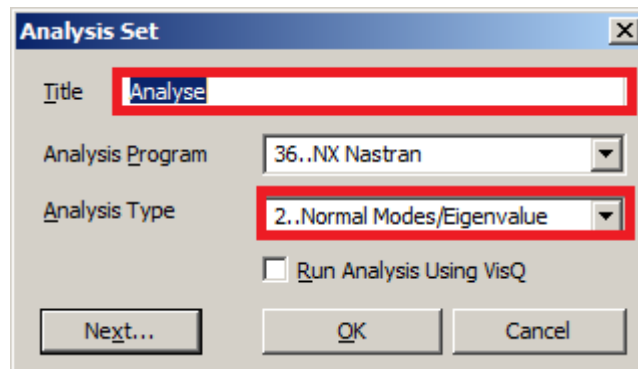 Analysis Set
Title Analyse
Analysis Program 36..NX Nastran
Analysis Type 2..Normal Modes/Eigenvalue
Run Analysis Using VisQ
Next... OK Cancel